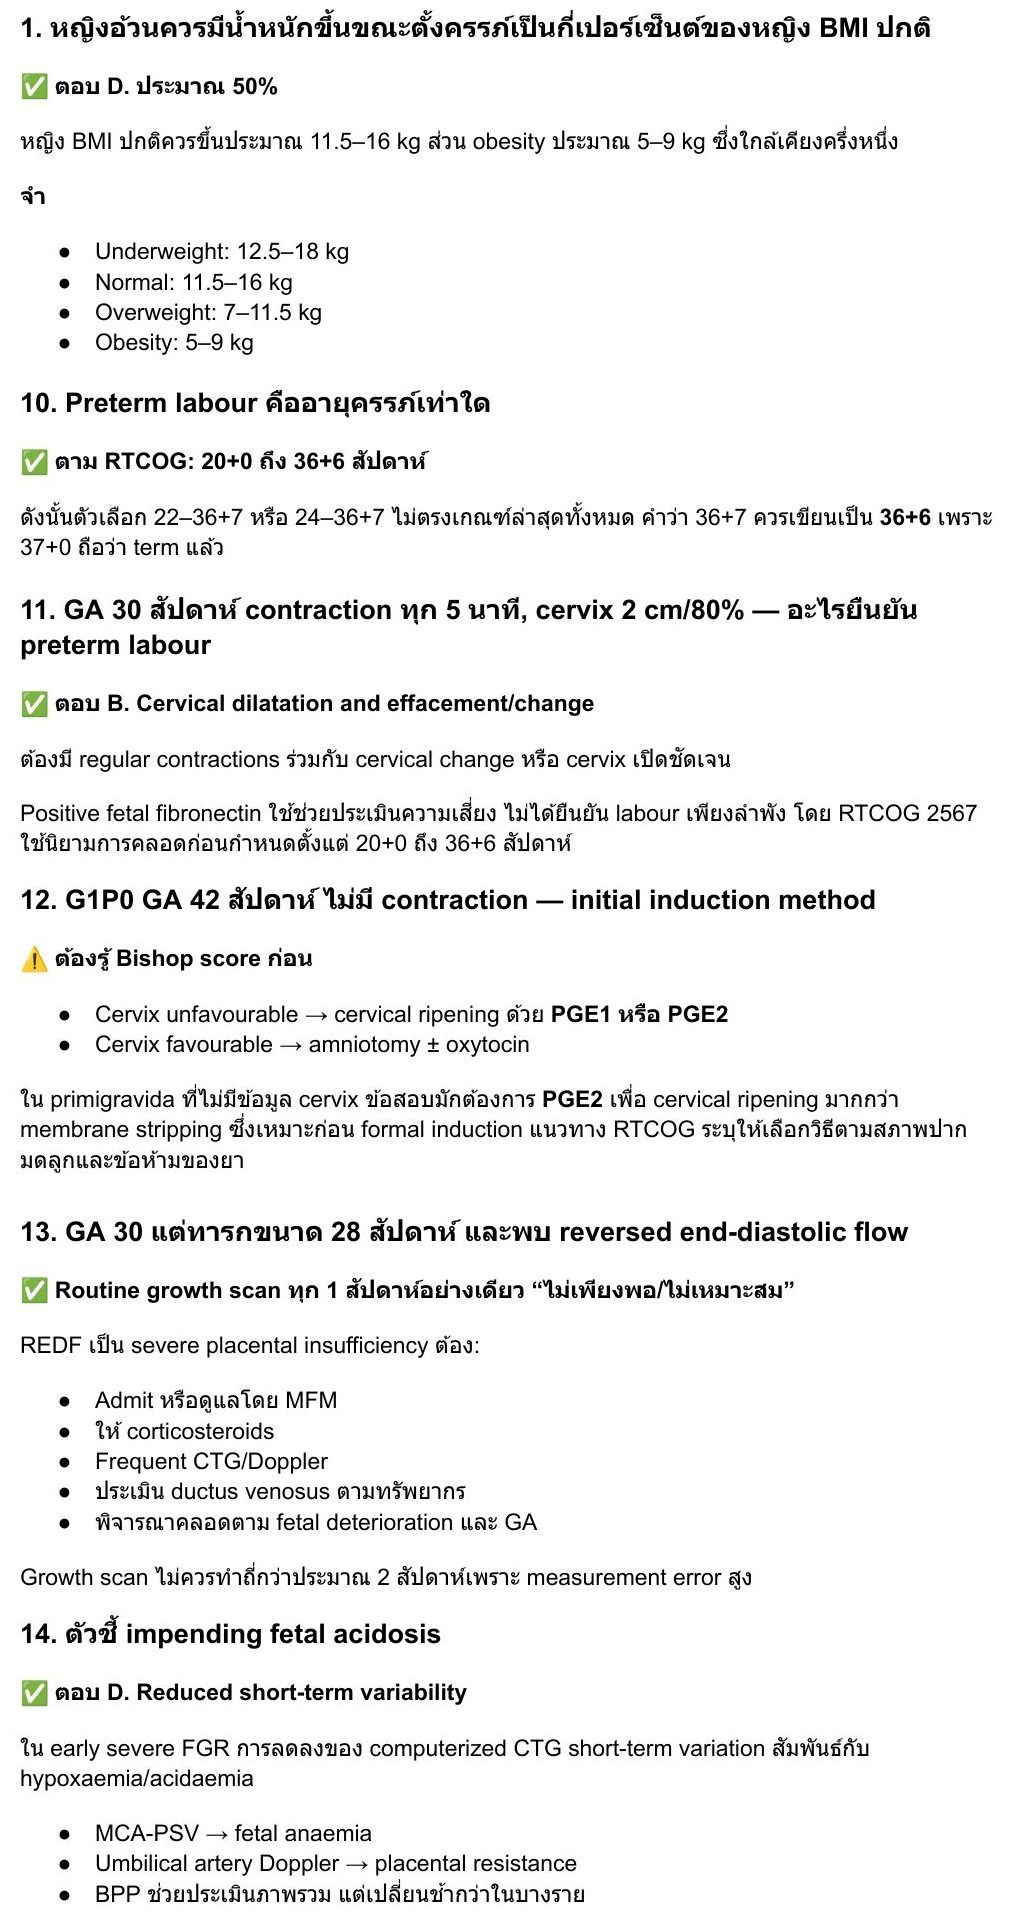 1. หญิงอ้วนควรมีน้ำหนักขึ้นขณะตั้งครรภ์เป็นกี่เปอร์เซ็นต์ของหญิง BMI ปกติ
✅ ตอบ D. ประมาณ 50%
หญิง BMI ปกติควรขึ้นประมาณ 11.5–16 kg ส่วน obesity ประมาณ 5–9 kg ซึ่งใกล้เคียงครึ่งหนึ่ง
จำ
● Underweight: 12.5–18 kg
● Normal: 11.5–16 kg
● Overweight: 7–11.5 kg
● Obesity: 5–9 kg
10. Preterm labour คืออายุครรภ์เท่าใด
✅ ตาม RTCOG: 20+0 ถึง 36+6 สัปดาห์
ดังนั้นตัวเลือก 22–36+7 หรือ 24–36+7 ไม่ตรงเกณฑ์ล่าสุดทั้งหมด คำว่า 36+7 ควรเขียนเป็น 36+6 เพราะ
37+0 ถือว่า term แล้ว
11. GA 30 สัปดาห์ contraction ทุก 5 นาที, cervix 2 cm/80% — อะไรยืนยัน
preterm labour
✅ ตอบ B. Cervical dilatation and effacement/change
ต้องมี regular contractions ร่วมกับ cervical change หรือ cervix เปิดชัดเจน
Positive fetal fibronectin ใช้ช่วยประเมินความเสี่ยง ไม่ได้ยืนยัน labour เพียงลำพัง โดย RTCOG 2567
ใช้นิยามการคลอดก่อนกำหนดตั้งแต่ 20+0 ถึง 36+6 สัปดาห์
12. G1P0 GA 42 สัปดาห์ ไม่มี contraction — initial induction method
⚠️ ต้องรู้ Bishop score ก่อน
● Cervix unfavourable → cervical ripening ด้วย PGE1 หรือ PGE2
● Cervix favourable → amniotomy ± oxytocin
ใน primigravida ที่ไม่มีข้อมูล cervix ข้อสอบมักต้องการ PGE2 เพื่อ cervical ripening มากกว่า
membrane stripping ซึ่งเหมาะก่อน formal induction แนวทาง RTCOG ระบุให้เลือกวิธีตามสภาพปาก
มดลูกและข้อห้ามของยา
13. GA 30 แต่ทารกขนาด 28 สัปดาห์ และพบ reversed end-diastolic flow
✅ Routine growth scan ทุก 1 สัปดาห์อย่างเดียว “ไม่เพียงพอ/ไม่เหมาะสม”
REDF เป็น severe placental insufficiency ต้อง:
● Admit หรือดูแลโดย MFM
● ให้ corticosteroids
● Frequent CTG/Doppler
● ประเมิน ductus venosus ตามทรัพยากร
● พิจารณาคลอดตาม fetal deterioration และ GA
Growth scan ไม่ควรทำถี่กว่าประมาณ 2 สัปดาห์เพราะ measurement error สูง
14. ตัวชี้ impending fetal acidosis
✅ ตอบ D. Reduced short-term variability
ใน early severe FGR การลดลงของ computerized CTG short-term variation สัมพันธ์กับ
hypoxaemia/acidaemia
● MCA-PSV → fetal anaemia
● Umbilical artery Doppler → placental resistance
● BPP ช่วยประเมินภาพรวม แต่เปลี่ยนช้ากว่าในบางราย